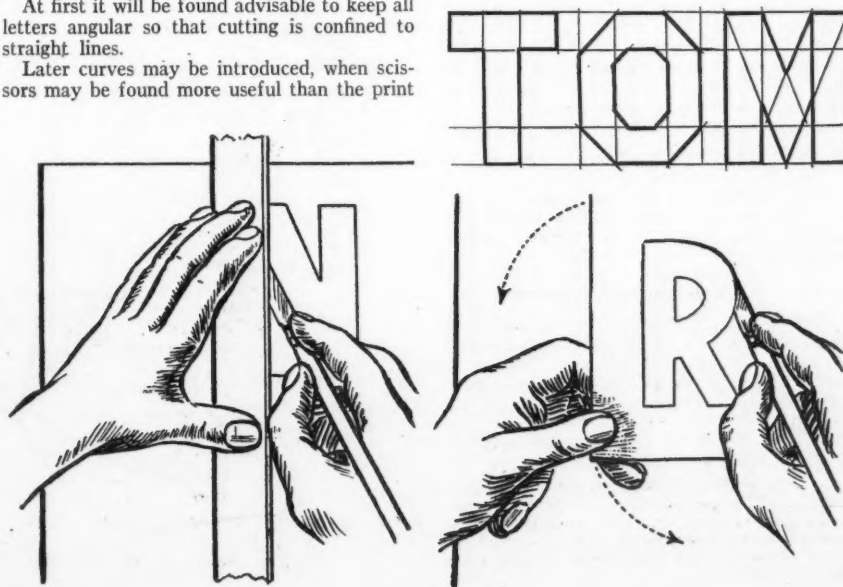 At first it will be found advisable to keep all
letters angular so that cutting is confined to
straight lines.
Later curves may be introduced, when scis-
sors may be found more useful than the print
TOM
N
R